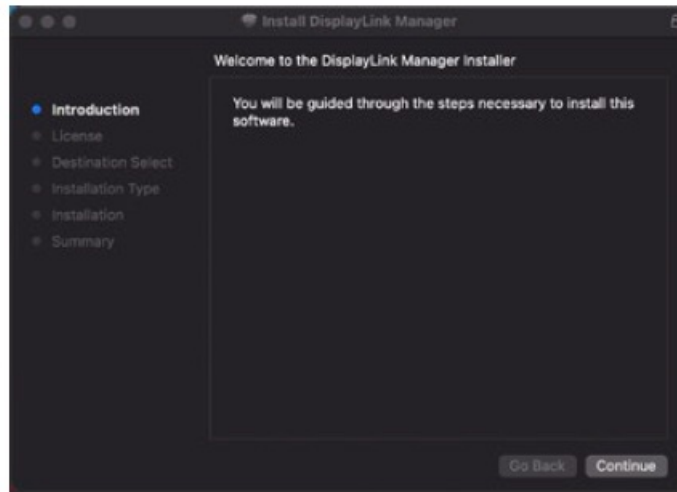 Install DisplayLink Manager
Welcome to the DisplayLink Manager Installer
Introduction
License
Destination Select
Installation Type
Installation
Summary
You will be guided through the steps necessary to install this
software.
Go Back
Continue